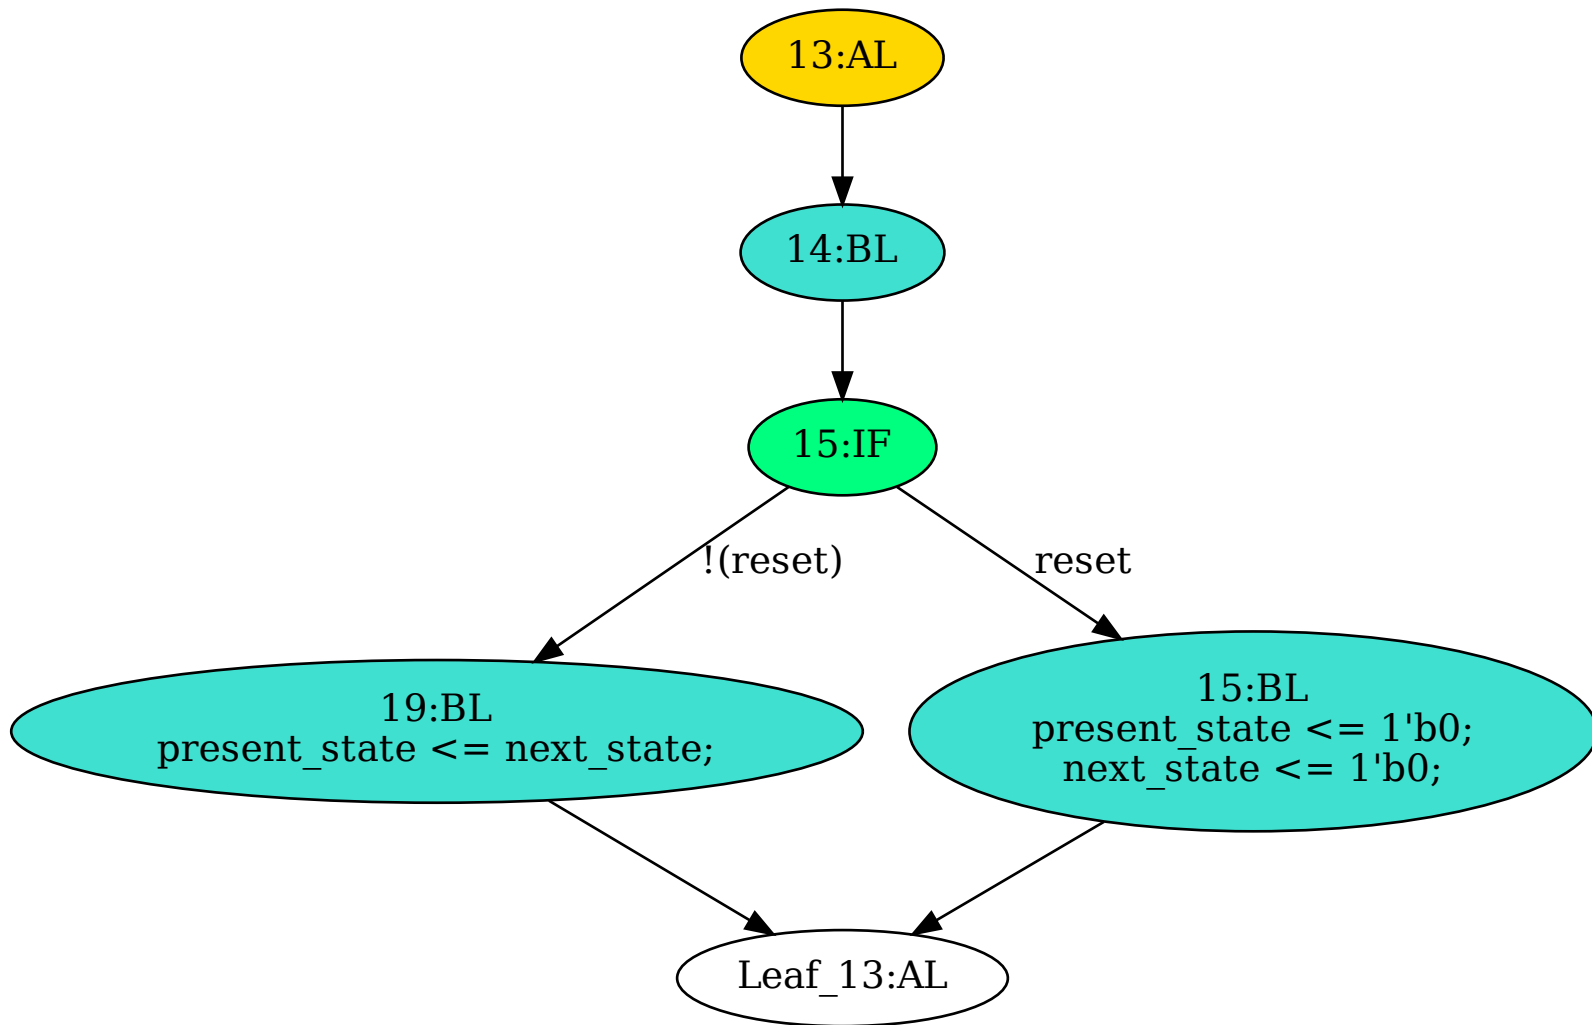 13:AL
14:BL
15:IF
!(reset)
reset
19:BL
present_state <= next_state;
15:BL
present_state <= 1'b0;
next_state <= 1'b0;
Leaf_13:AL